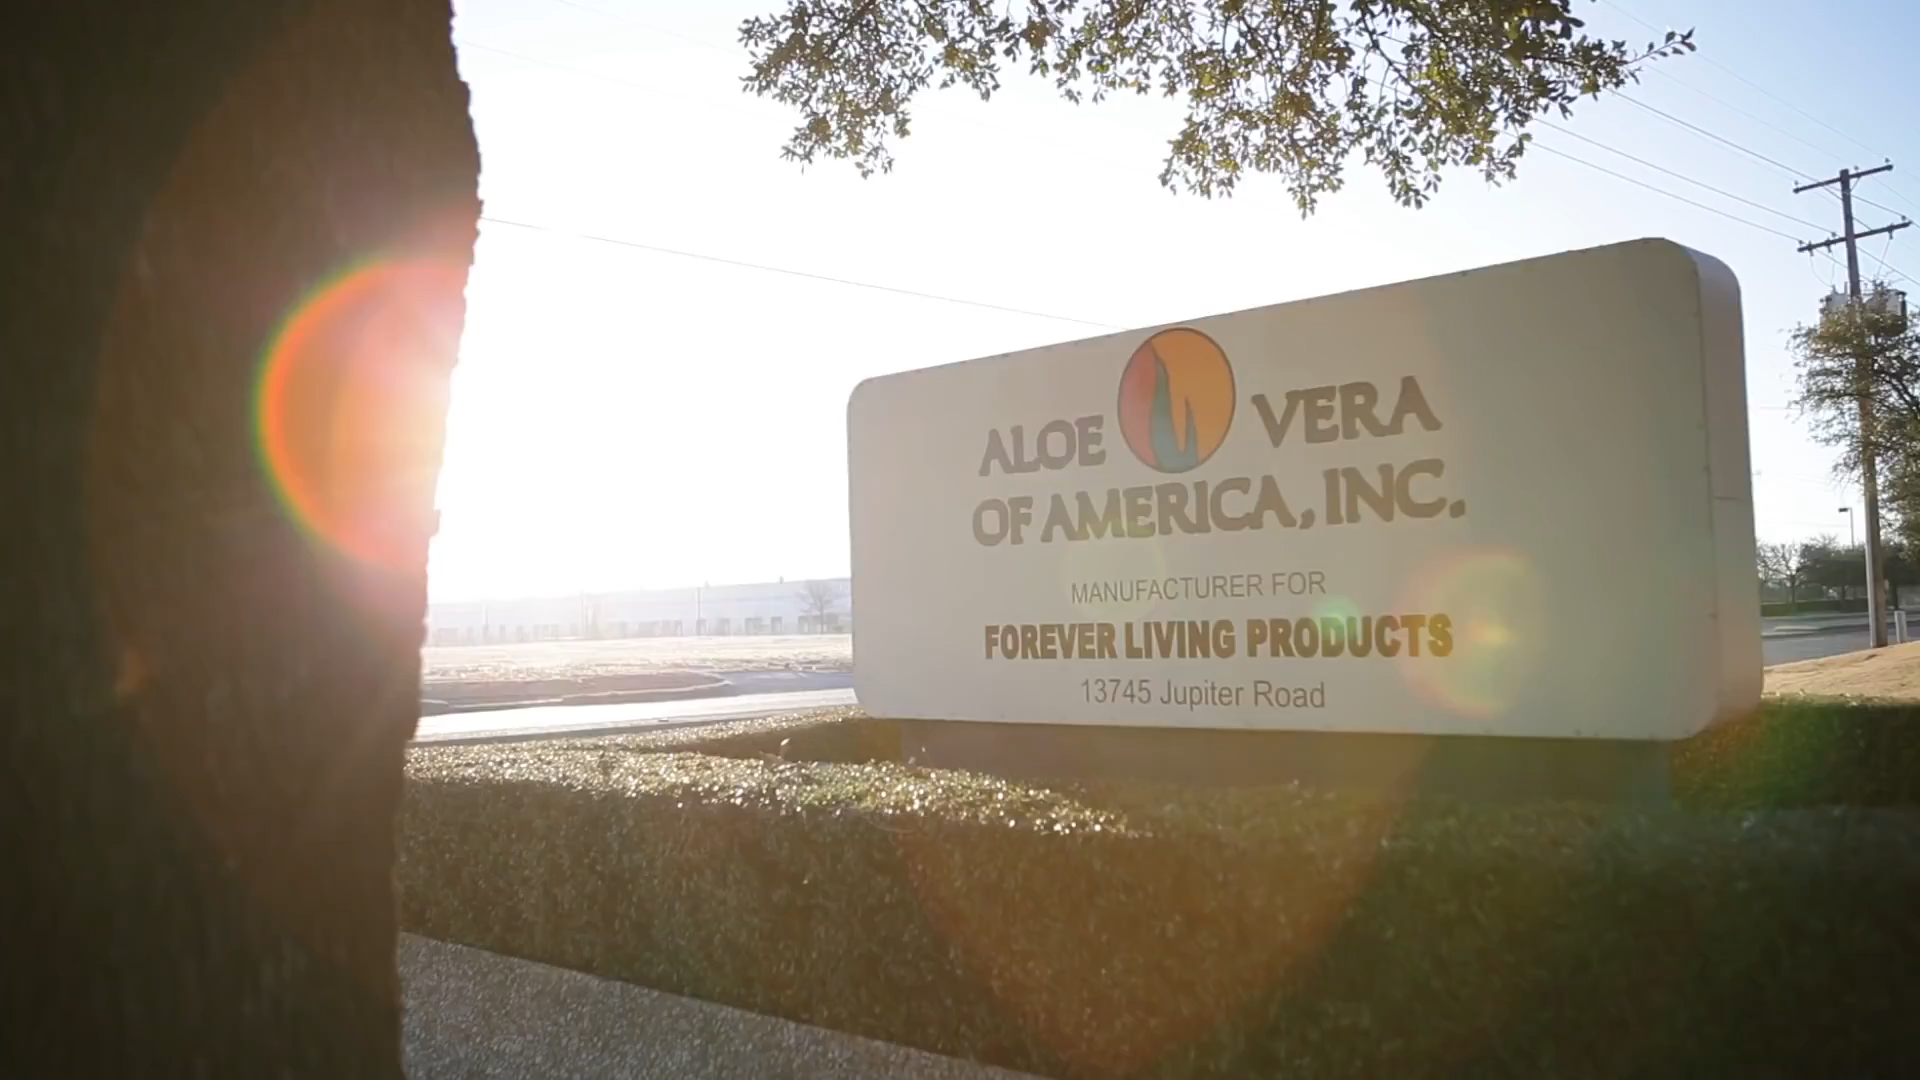 ALOE VERA
OF AMERICA, INC.
MANUFACTURER FOR
FOREVER LIVING PRODUCTS
13745 Jupiter Road